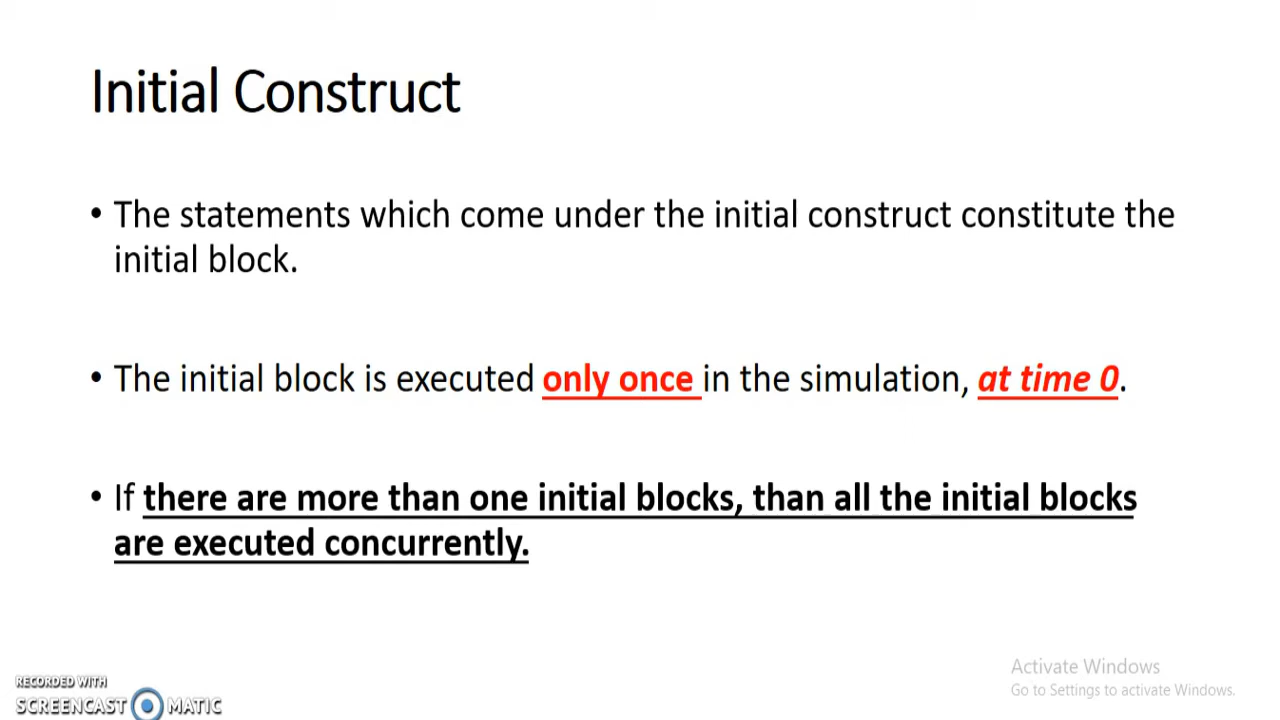 Initial Construct
• The statements which come under the initial construct constitute the
initial block.
• The initial block is executed only once in the simulation, at time 0.
• If there are more than one initial blocks, than all the initial blocks
are executed concurrently.
Activate Windows
Go to Settings to activate Windows.
RECORDED WITH
SCREENCAST MATIC